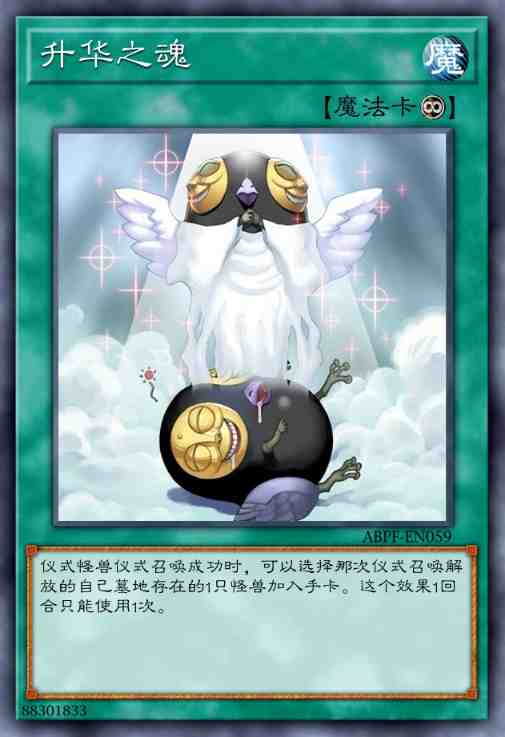 升华之魂
魔
【魔法卡】
ABPF-EN059
仪式怪兽仪式召唤成功时，可以选择那次仪式召唤解
放的自己墓地存在的1只怪兽加入手卡。这个效果1回
合只能使用1次。
88301833